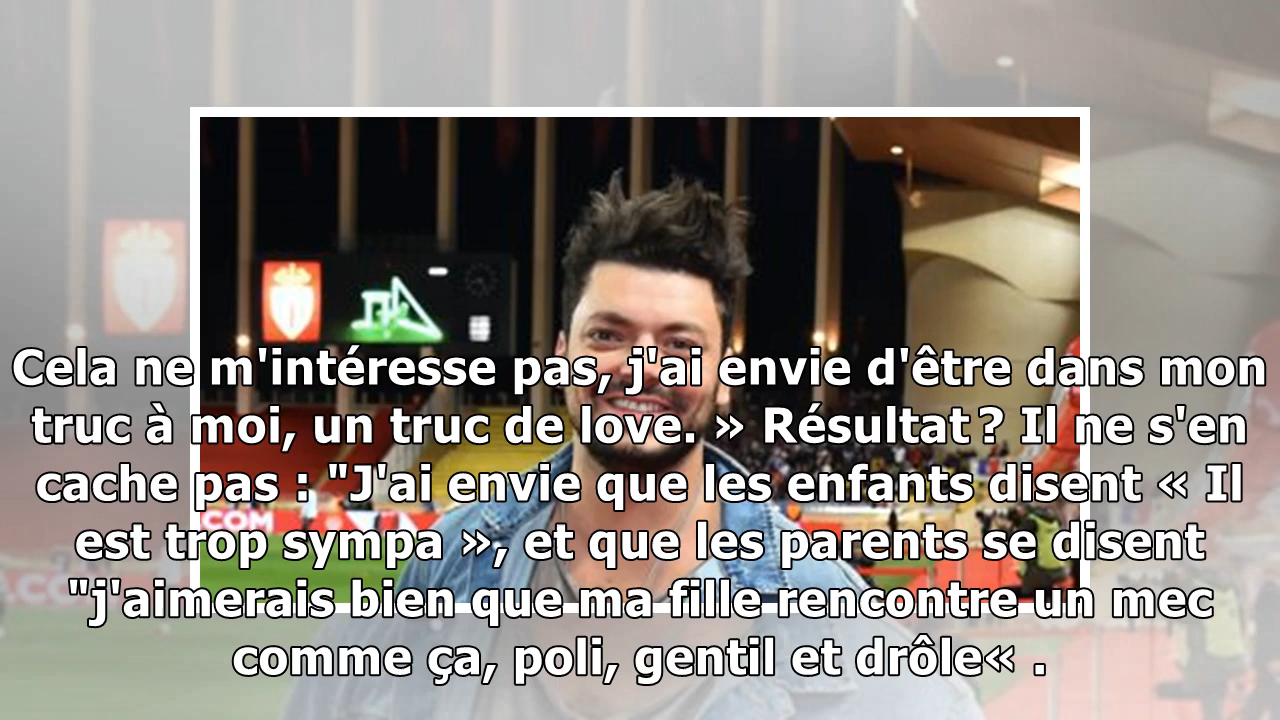 Cela ne m'intéresse pas, j'ai envie d'être dans mon
truc à moi, un truc de love. » Résultat ? Il ne s'en
cache pas : "J'ai envie que les enfants disent « Il
est trop sympa », et que les parents se disent
"j'aimerais bien que ma fille rencontre un mec
comme ça, poli, gentil et drôle« .
.COM